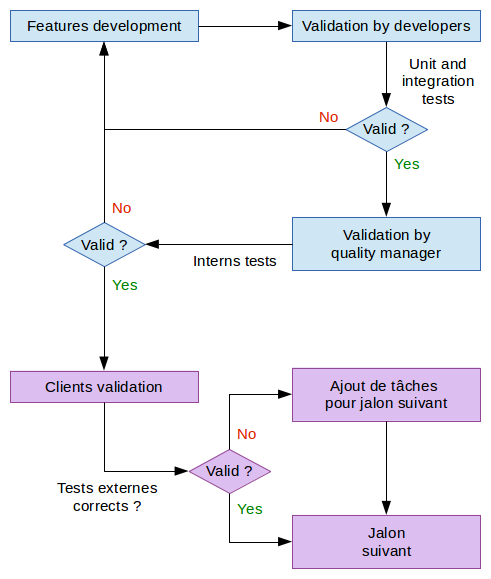 Features development
Validation by developers
Unit and
integration
tests
No
Valid ?
Yes
No
Valid ?
Interns tests
Validation by
quality manager
Yes
Clients validation
Ajout de tâches
pour jalon suivant
No
Valid ?
Tests externes
corrects ?
Yes
Jalon
suivant